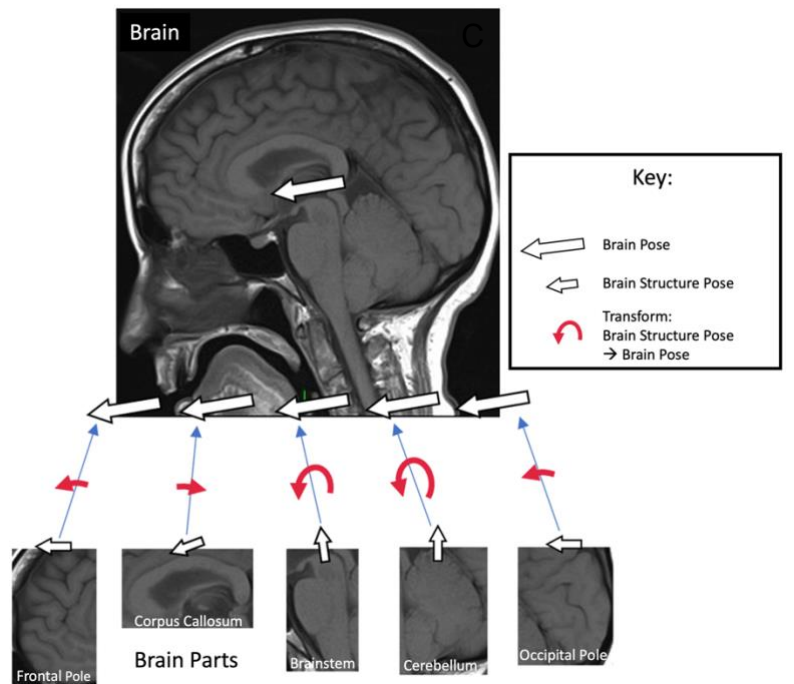 Brain
C
Key:
Brain Pose
Brain Structure Pose
Transform:
Brain Structure Pose
→ Brain Pose
Corpus Callosum
Frontal Pole
Brain Parts
Brainstem
Cerebellum
Occipital Pole